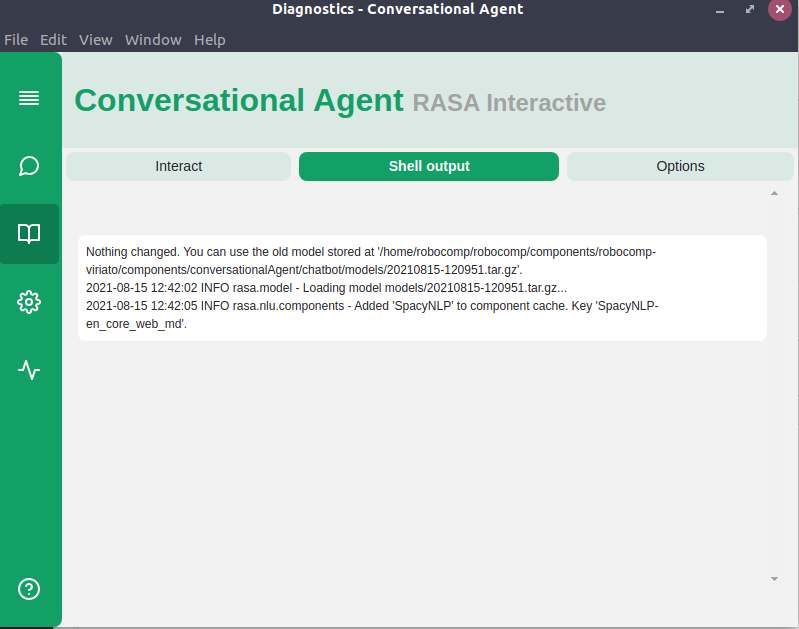 Diagnostics - Conversational Agent
File Edit View Window Help
Conversational Agent RASA Interactive
Interact Shell output Options
Nothing changed. You can use the old model stored at '/home/robocomp/robocomp/components/robocomp-
viriato/components/conversationalAgent/chatbot/models/20210815-120951.tar.gz'.
2021-08-15 12:42:02 INFO rasa.model - Loading model models/20210815-120951.tar.gz...
2021-08-15 12:42:05 INFO rasa.nlu.components - Added 'SpacyNLP' to component cache. Key 'SpacyNLP-
en_core_web_md'.